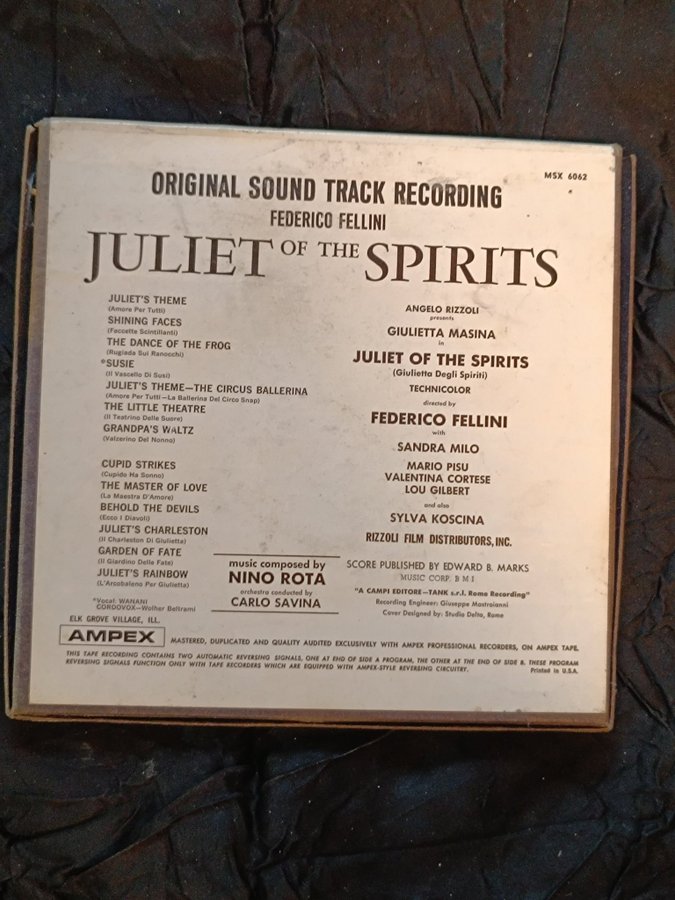 MSX 6062
ORIGINAL SOUND TRACK RECORDING
FEDERICO FELLINI
JULIET OF THE SPIRITS
JULIET'S THEME
(Amore Per Tutti)
SHINING FACES
(Faccette Scintillanti)
THE DANCE OF THE FROG
(Rugiada Sui Ranocchi)
*SUSIE
(Il Vascello Di Susi)
JULIET'S THEME—THE CIRCUS BALLERINA
(Amore Per Tutti—La Ballerina Del Circo Snap)
THE LITTLE THEATRE
(Il Teatrino Delle Suore)
GRANDPA'S WALTZ
(Valzerino Del Nonno)
CUPID STRIKES
(Cupido Ha Sonno)
THE MASTER OF LOVE
(La Maestra D'Amore)
BEHOLD THE DEVILS
(Ecco I Diavoli)
JULIET'S CHARLESTON
(Il Charleston Di Giulietta)
GARDEN OF FATE
(Il Giardino Delle Fate)
JULIET'S RAINBOW
(L'Arcobaleno Per Giulietta)
*Vocal: WANANI
CORDOVOX—Wolher Beltrami
music composed by
NINO ROTA
orchestra conducted by
CARLO SAVINA
ANGELO RIZZOLI
presents
GIULIETTA MASINA
in
JULIET OF THE SPIRITS
(Giulietta Degli Spiriti)
TECHNICOLOR
directed by
FEDERICO FELLINI
with
SANDRA MILO
MARIO PISU
VALENTINA CORTESE
LOU GILBERT
and also
SYLVA KOSCINA
RIZZOLI FILM DISTRIBUTORS, INC.
SCORE PUBLISHED BY EDWARD B. MARKS
MUSIC CORP. B M I
"A CAMPI EDITORE—TANK s.r.l. Rome Recording"
Recording Engineer: Giuseppe Mastroianni
Cover Designed by: Studio Delta, Rome
ELK GROVE VILLAGE, ILL.
AMPEX MASTERED, DUPLICATED AND QUALITY AUDITED EXCLUSIVELY WITH AMPEX PROFESSIONAL RECORDERS, ON AMPEX TAPE.
THIS TAPE RECORDING CONTAINS TWO AUTOMATIC REVERSING SIGNALS, ONE AT END OF SIDE A PROGRAM, THE OTHER AT THE END OF SIDE B. THESE PROGRAM
REVERSING SIGNALS FUNCTION ONLY WITH TAPE RECORDERS WHICH ARE EQUIPPED WITH AMPEX-STYLE REVERSING CIRCUITRY.
Printed in U.S.A.